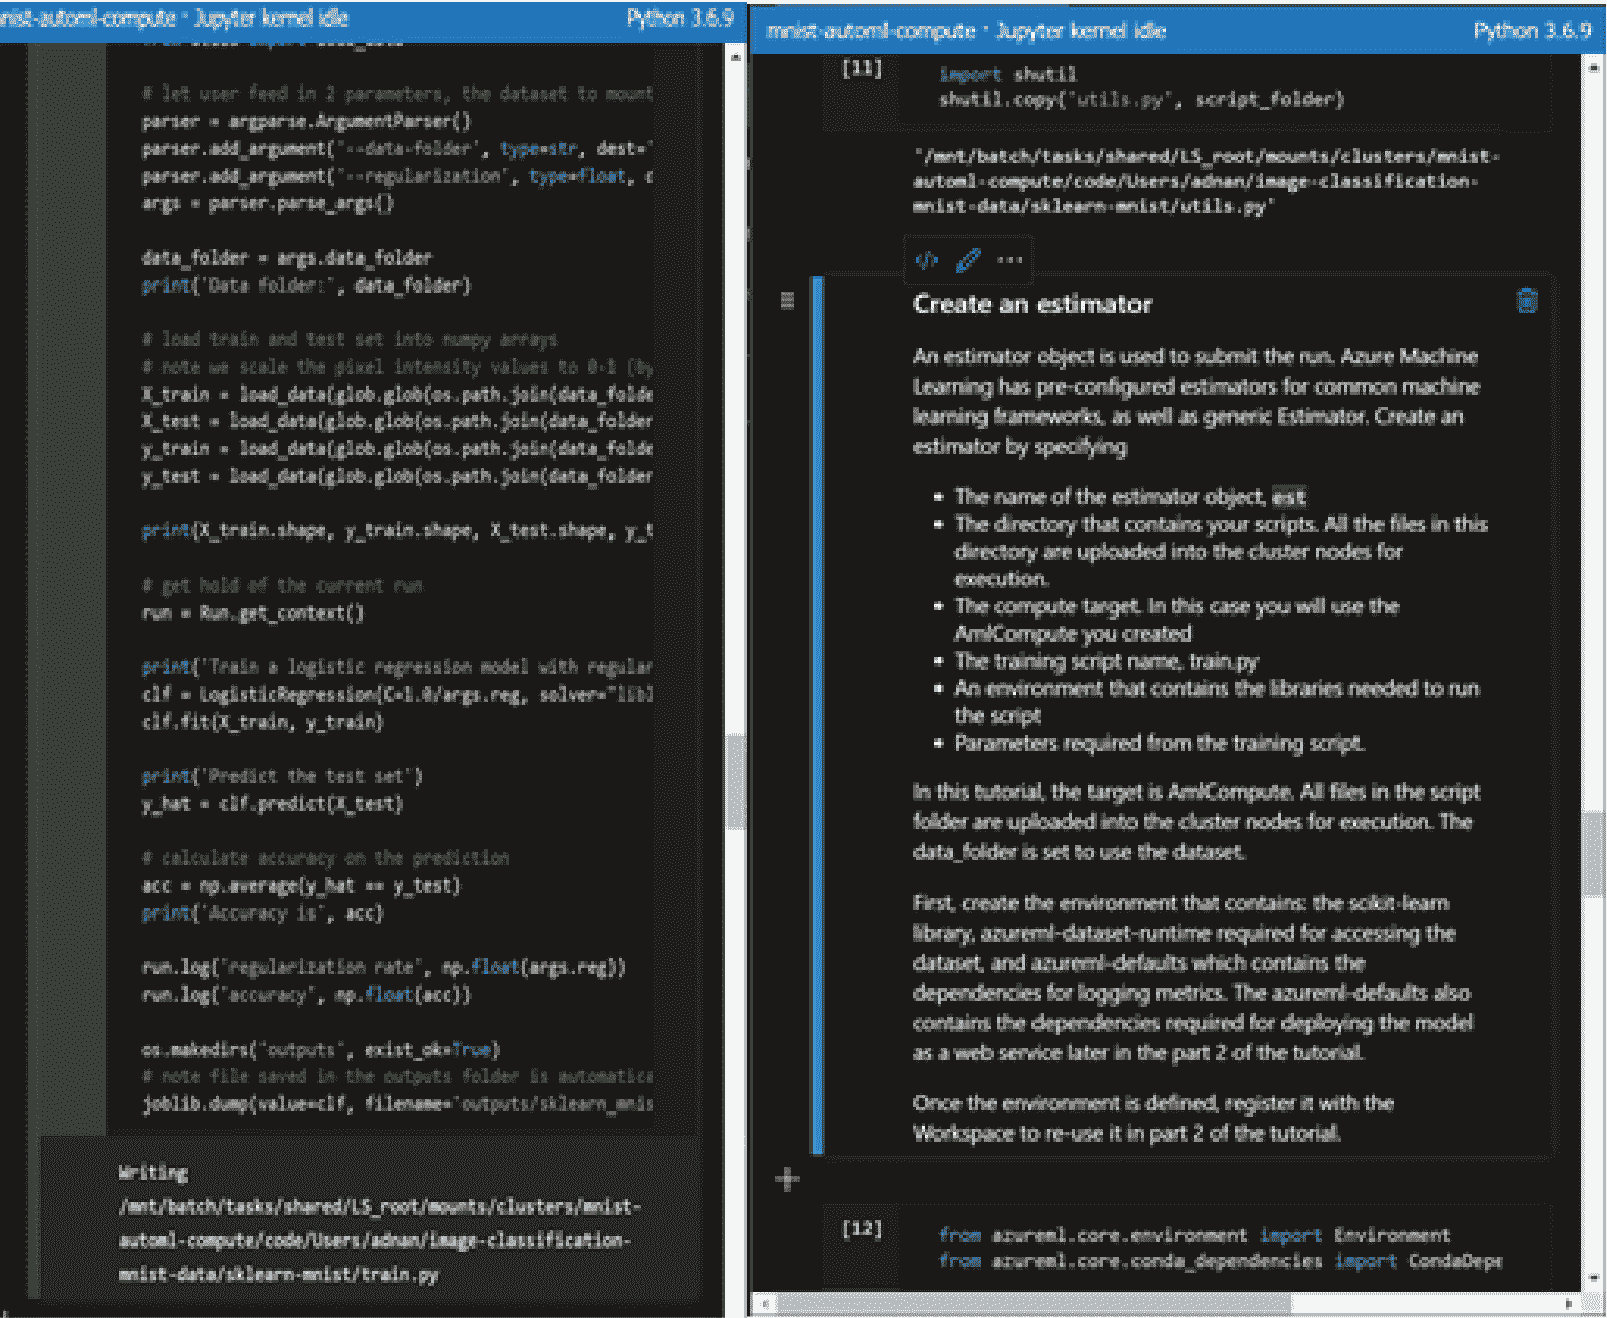 mnist-automl-compute · Jupyter kernel idle
Python 3.6.9
# let user feed in 2 parameters, the dataset to mount
parser = argparse.ArgumentParser()
parser.add_argument('--data-folder', type=str, dest='
parser.add_argument('--regularization', type=float, d
args = parser.parse_args()
data_folder = args.data_folder
print('Data folder:', data_folder)
# load train and test set into numpy arrays
# note we scale the pixel intensity values to 0-1 (by
X_train = load_data(glob.glob(os.path.join(data_folde
X_test = load_data(glob.glob(os.path.join(data_folder
y_train = load_data(glob.glob(os.path.join(data_folde
y_test = load_data(glob.glob(os.path.join(data_folder
print(X_train.shape, y_train.shape, X_test.shape, y_t
# get hold of the current run
run = Run.get_context()
print('Train a logistic regression model with regular
clf = LogisticRegression(C=1.0/args.reg, solver="libl
clf.fit(X_train, y_train)
print('Predict the test set')
y_hat = clf.predict(X_test)
# calculate accuracy on the prediction
acc = np.average(y_hat == y_test)
print('Accuracy is', acc)
run.log('regularization rate', np.float(args.reg))
run.log('accuracy', np.float(acc))
os.makedirs('outputs', exist_ok=True)
# note file saved in the outputs folder is automatica
joblib.dump(value=clf, filename='outputs/sklearn_mnis
Writing
/mnt/batch/tasks/shared/LS_root/mounts/clusters/mnist-
automl-compute/code/Users/adnan/image-classification-
mnist-data/sklearn-mnist/train.py
mnist-automl-compute · Jupyter kernel idle
Python 3.6.9
[11]
import shutil
shutil.copy('utils.py', script_folder)
'/mnt/batch/tasks/shared/LS_root/mounts/clusters/mnist-
automl-compute/code/Users/adnan/image-classification-
mnist-data/sklearn-mnist/utils.py'
Create an estimator
An estimator object is used to submit the run. Azure Machine
Learning has pre-configured estimators for common machine
learning frameworks, as well as generic Estimator. Create an
estimator by specifying
• The name of the estimator object, est
• The directory that contains your scripts. All the files in this
directory are uploaded into the cluster nodes for
execution.
• The compute target. In this case you will use the
AmlCompute you created
• The training script name, train.py
• An environment that contains the libraries needed to run
the script
• Parameters required from the training script.
In this tutorial, the target is AmlCompute. All files in the script
folder are uploaded into the cluster nodes for execution. The
data_folder is set to use the dataset.
First, create the environment that contains: the scikit-learn
library, azureml-dataset-runtime required for accessing the
dataset, and azureml-defaults which contains the
dependencies for logging metrics. The azureml-defaults also
contains the dependencies required for deploying the model
as a web service later in the part 2 of the tutorial.
Once the environment is defined, register it with the
Workspace to re-use it in part 2 of the tutorial.
[12]
from azureml.core.environment import Environment
from azureml.core.conda_dependencies import CondaDepe